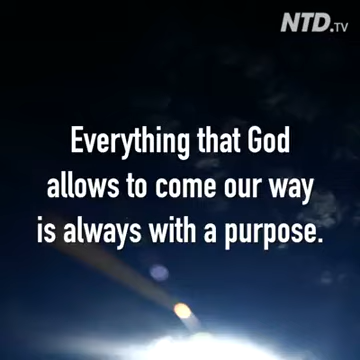 NTD.TV
Everything that God
allows to come our way
is always with a purpose.